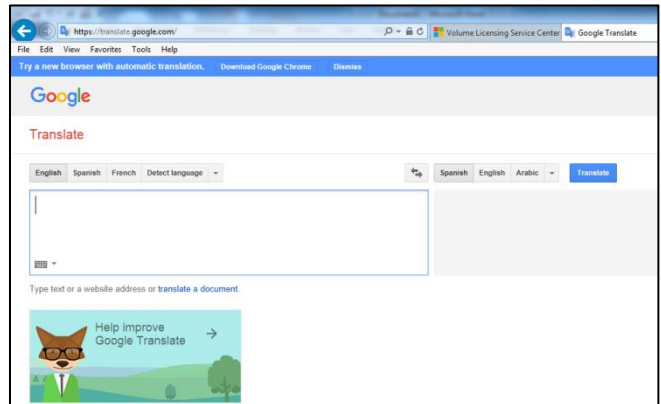 https://translate.google.com/
Volume Licensing Service Center
Google Translate
File Edit View Favorites Tools Help
Try a new browser with automatic translation. Download Google Chrome Dismiss
Google
Translate
English Spanish French Detect language
Spanish English Arabic Translate
Type text or a website address or translate a document.
Help improve
Google Translate